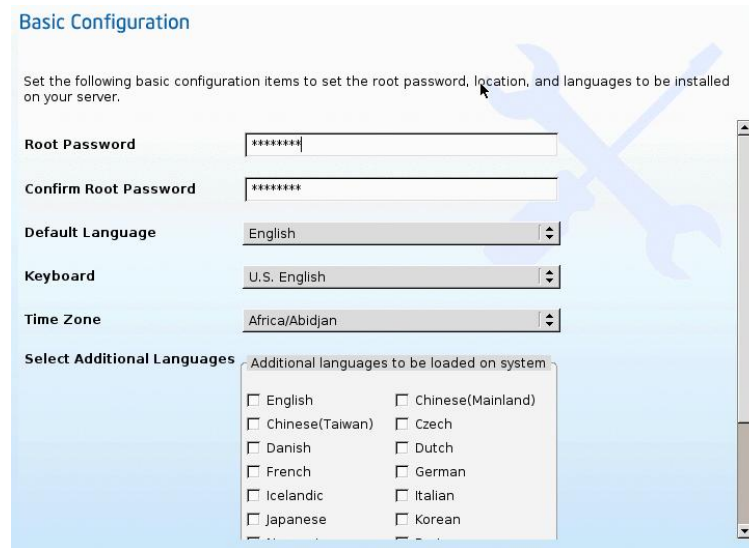 Basic Configuration
Set the following basic configuration items to set the root password, location, and languages to be installed
on your server.
Root Password ********
Confirm Root Password ********
Default Language English
Keyboard U.S. English
Time Zone Africa/Abidjan
Select Additional Languages Additional languages to be loaded on system
English Chinese(Mainland)
Chinese(Taiwan) Czech
Danish Dutch
French German
Icelandic Italian
Japanese Korean